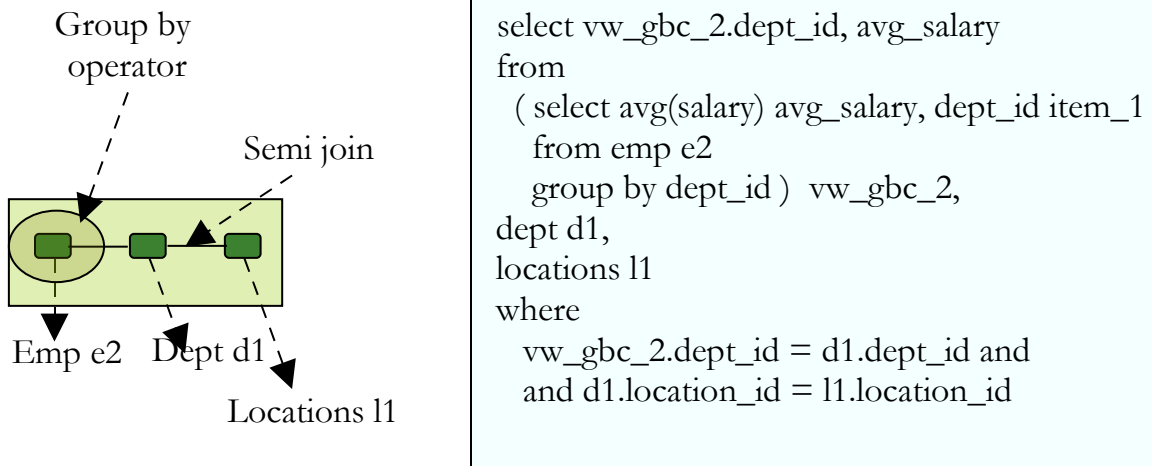 Group by
operator
Semi join
Emp e2
Dept d1
Locations l1
select vw_gbc_2.dept_id, avg_salary
from
( select avg(salary) avg_salary, dept_id item_1
from emp e2
group by dept_id ) vw_gbc_2,
dept d1,
locations l1
where
vw_gbc_2.dept_id = d1.dept_id and
and d1.location_id = l1.location_id